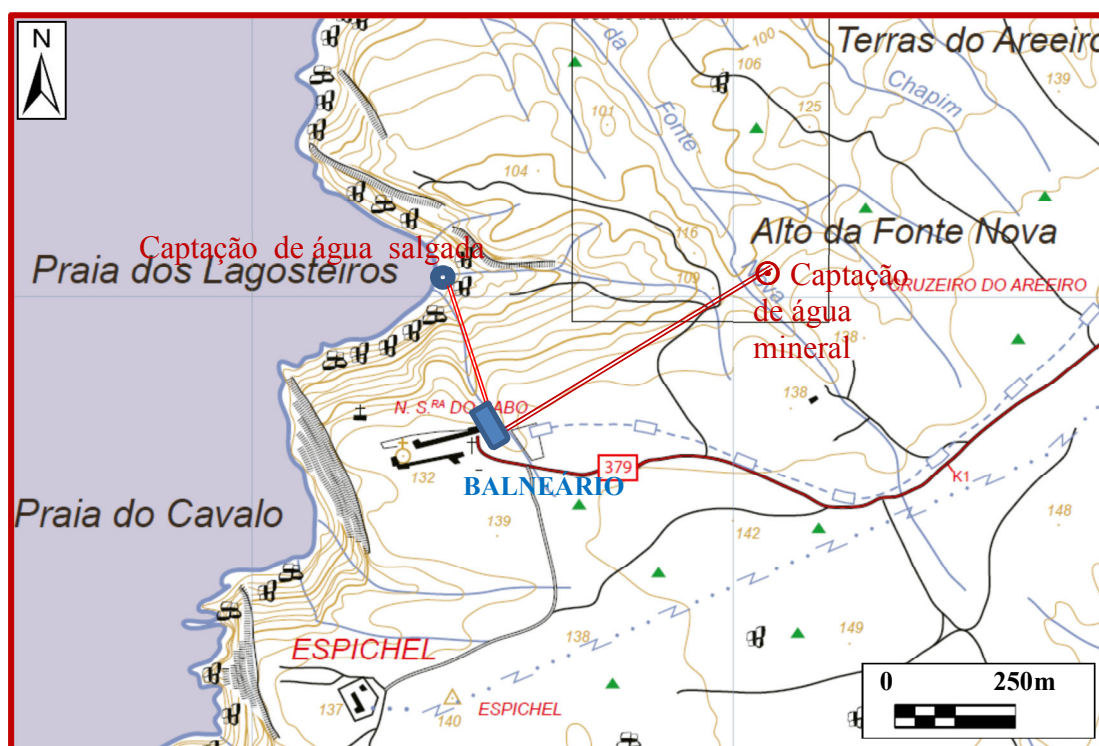 N
da
Fonte
100
106
Terras do Areeiro
139
Chapim
101
125
104
Captação de água salgada
Praia dos Lagosteiros
116
109
Alto da Fonte Nova
Nova
Captação
de água
mineral
CRUZEIRO DO AREEIRO
138
138
N. S.RA DO CABO
132
379
BALNEÁRIO
K1
Praia do Cavalo
139
142
148
ESPICHEL
138
149
137
140
ESPICHEL
0 250m